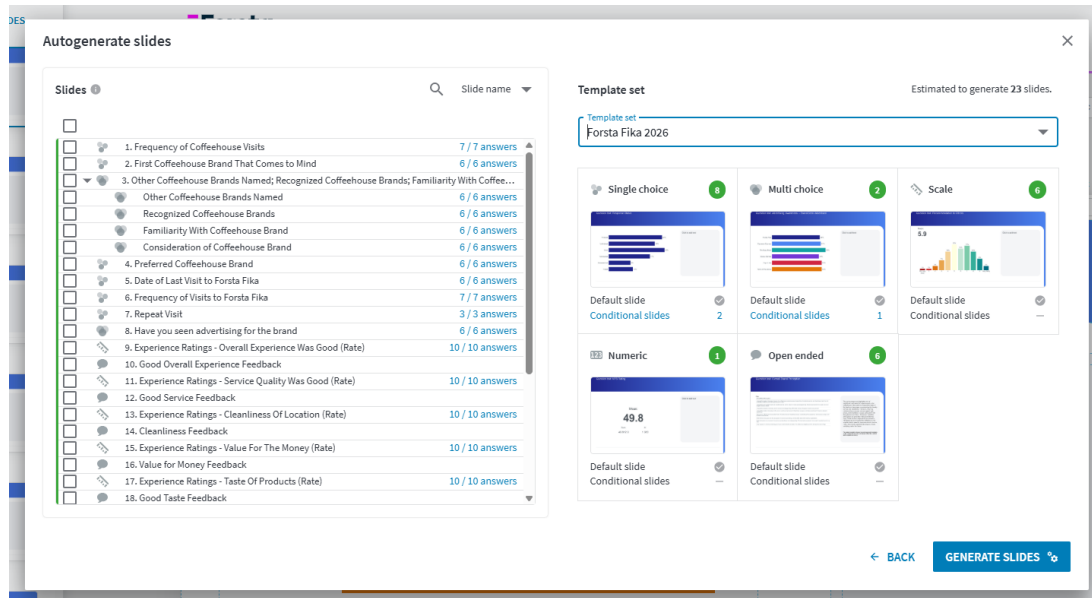 Autogenerate slides
Slides
Slide name
1. Frequency of Coffeehouse Visits 7 / 7 answers
2. First Coffeehouse Brand That Comes to Mind 6 / 6 answers
3. Other Coffeehouse Brands Named; Recognized Coffeehouse Brands; Familiarity With Coffee...
Other Coffeehouse Brands Named 6 / 6 answers
Recognized Coffeehouse Brands 6 / 6 answers
Familiarity With Coffeehouse Brand 6 / 6 answers
Consideration of Coffeehouse Brand 6 / 6 answers
4. Preferred Coffeehouse Brand 6 / 6 answers
5. Date of Last Visit to Forsta Fika 6 / 6 answers
6. Frequency of Visits to Forsta Fika 7 / 7 answers
7. Repeat Visit 3 / 3 answers
8. Have you seen advertising for the brand 6 / 6 answers
9. Experience Ratings - Overall Experience Was Good (Rate) 10 / 10 answers
10. Good Overall Experience Feedback
11. Experience Ratings - Service Quality Was Good (Rate) 10 / 10 answers
12. Good Service Feedback
13. Experience Ratings - Cleanliness Of Location (Rate) 10 / 10 answers
14. Cleanliness Feedback
15. Experience Ratings - Value For The Money (Rate) 10 / 10 answers
16. Value for Money Feedback
17. Experience Ratings - Taste Of Products (Rate) 10 / 10 answers
18. Good Taste Feedback
Template set
Estimated to generate 23 slides.
Template set
Forsta Fika 2026
Single choice 8
Default slide
Conditional slides 2
Multi choice 2
Default slide
Conditional slides 1
Scale 6
5.9
Default slide
Conditional slides —
Numeric 1
49.8
Default slide
Conditional slides —
Open ended 6
Default slide
Conditional slides —
← BACK
GENERATE SLIDES